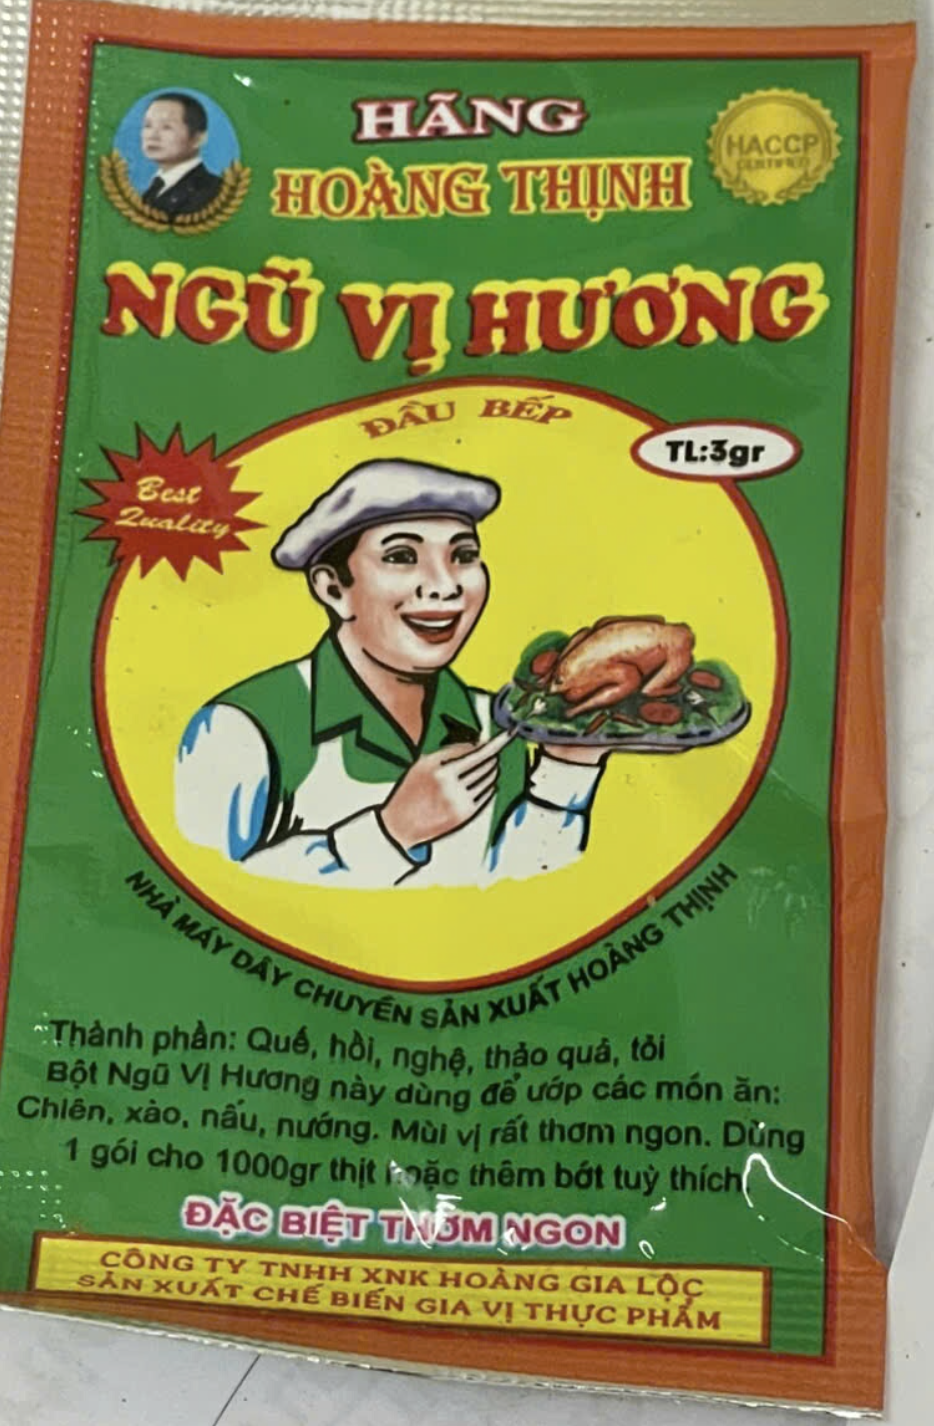 HÃNG
HOÀNG THỊNH
HACCP
CERTIFIED
NGŨ VỊ HƯƠNG
ĐẦU BẾP
TL:3gr
Best
Quality
NHÀ MÁY DÂY CHUYỀN SẢN XUẤT HOÀNG THỊNH
Thành phần: Quế, hồi, nghệ, thảo quả, tỏi
Bột Ngũ Vị Hương này dùng để ướp các món ăn:
Chiên, xào, nấu, nướng. Mùi vị rất thơm ngon. Dùng
1 gói cho 1000gr thịt hoặc thêm bớt tuỳ thích
ĐẶC BIỆT THƠM NGON
CÔNG TY TNHH XNK HOÀNG GIA LỘC
SẢN XUẤT CHẾ BIẾN GIA VỊ THỰC PHẨM